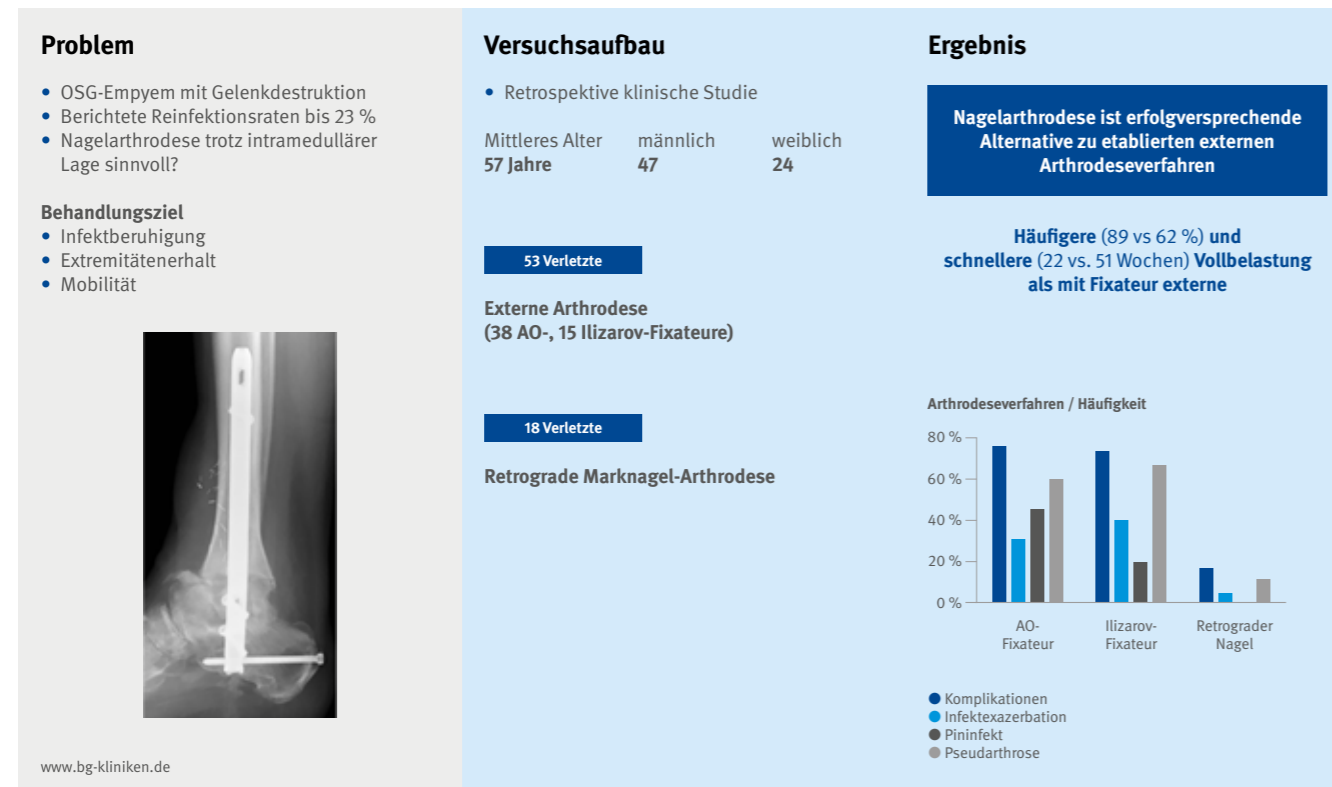 Problem
• OSG-Empyem mit Gelenkdestruktion
• Berichtete Reinfektionsraten bis 23 %
• Nagelarthrodese trotz intramedullärer
Lage sinnvoll?
Behandlungsziel
• Infektberuhigung
• Extremitätenerhalt
• Mobilität
www.bg-kliniken.de
Versuchsaufbau
• Retrospektive klinische Studie
Mittleres Alter männlich weiblich
57 Jahre 47 24
53 Verletzte
Externe Arthrodese
(38 AO-, 15 Ilizarov-Fixateure)
18 Verletzte
Retrograde Marknagel-Arthrodese
Ergebnis
Nagelarthrodese ist erfolgversprechende
Alternative zu etablierten externen
Arthrodeseverfahren
Häufigere (89 vs 62 %) und
schnellere (22 vs. 51 Wochen) Vollbelastung
als mit Fixateur externe
Arthrodeseverfahren / Häufigkeit
80 %
60 %
40 %
20 %
0 %
AO-
Fixateur
Ilizarov-
Fixateur
Retrograder
Nagel
Komplikationen
Infektexazerbation
Pininfekt
Pseudarthrose